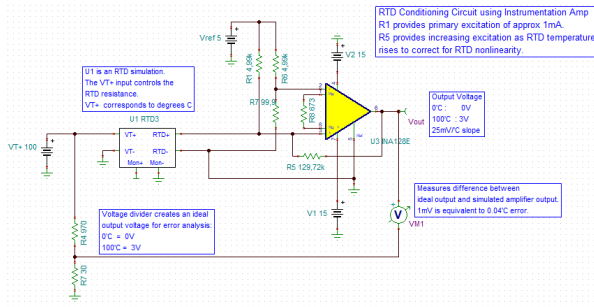 RTD Conditioning Circuit using Instrumentation Amp
R1 provides primary excitation of approx 1mA.
R5 provides increasing excitation as RTD temperature
rises to correct for RTD nonlinearity.
Vref 5
R1 4,99k
R6 4,99k
V2 15
U1 is an RTD simulation.
The VT+ input controls the
RTD resistance.
VT+ corresponds to degrees C
R7 99,9
R8 673
2
6
Output Voltage
0'C : 0V
100'C : 3V
25mV/'C slope
Vout
U3 INA128E
U1 RTD3
VT+
RTD+
VT-
RTD-
Mon+
Mon-
VT+ 100
R5 129,72k
V1 15
Measures difference between
ideal output and simulated amplifier output.
1mV is equivalent to 0.04'C error.
V
VM1
R4 970
Voltage divider creates an ideal
output voltage for error analysis:
0'C = 0V
100'C = 3V
R7 30